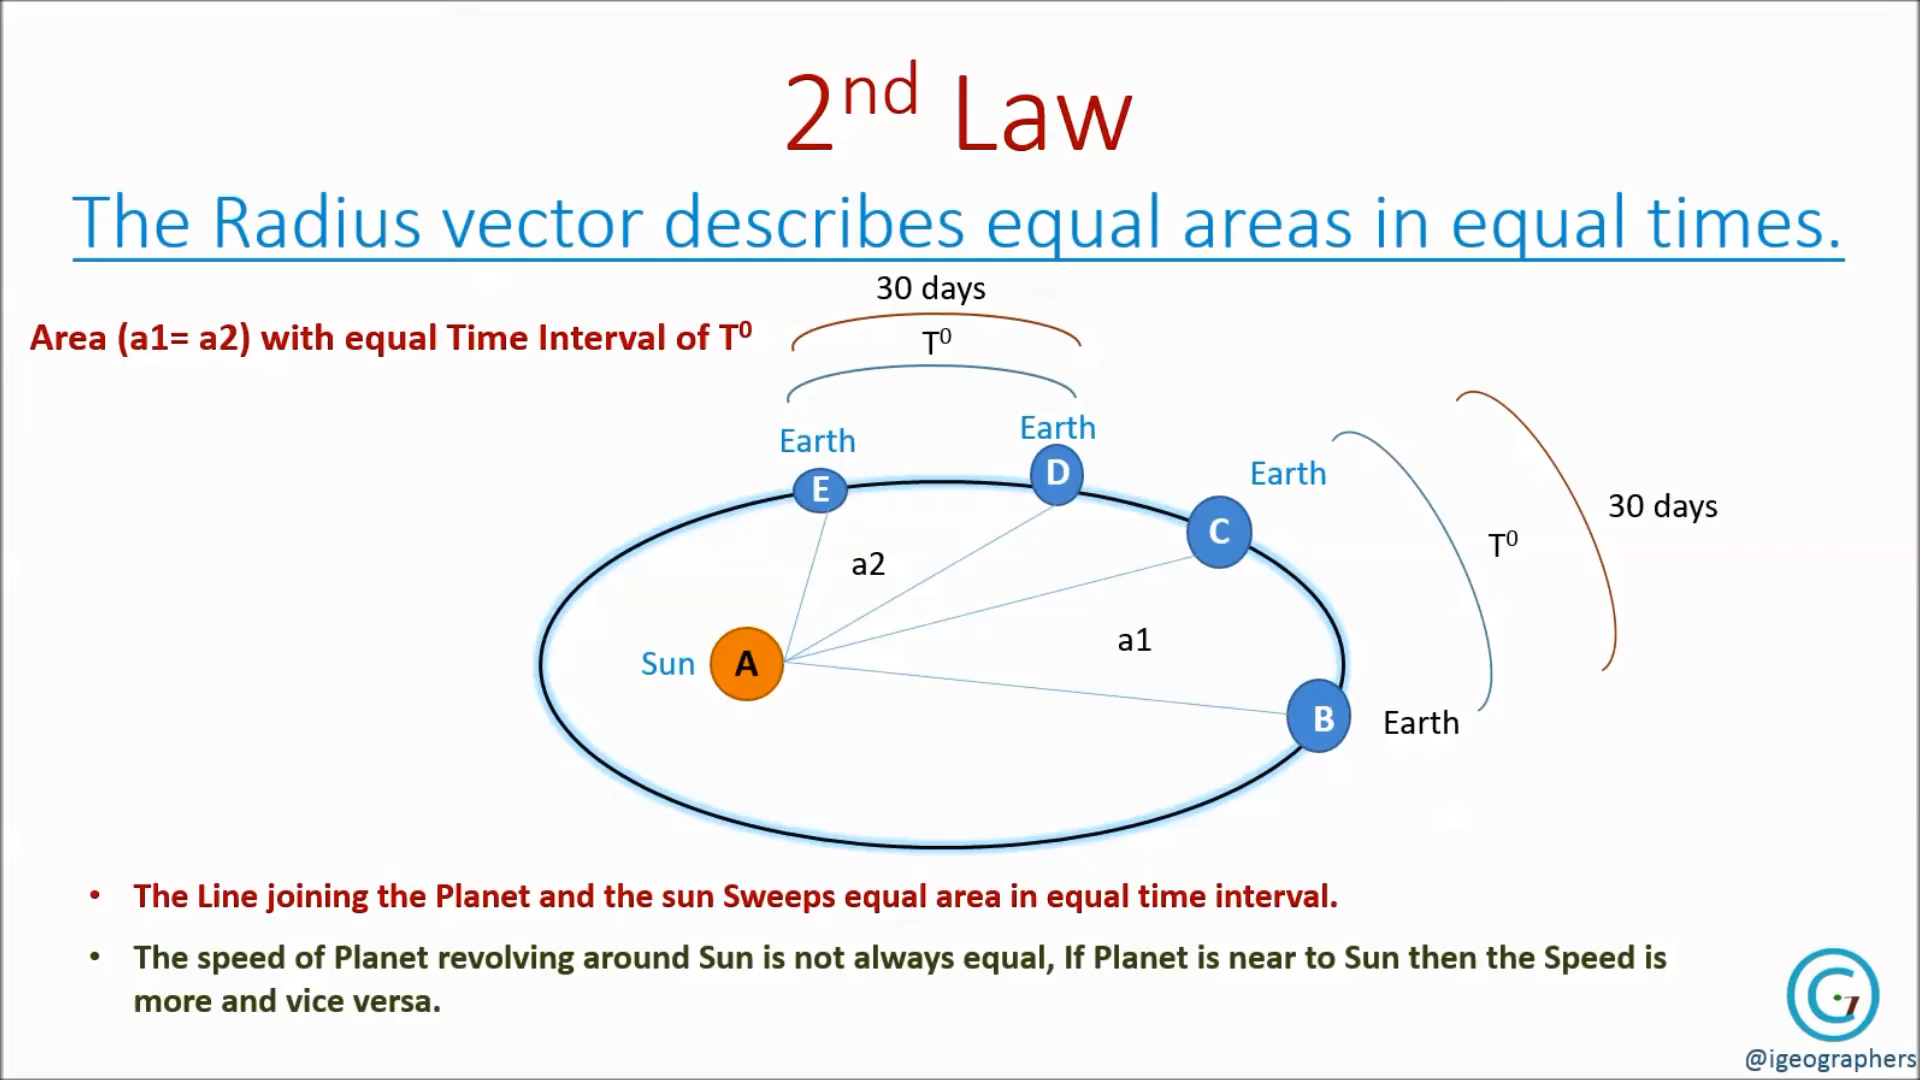 2nd Law
The Radius vector describes equal areas in equal times.
30 days
Area (a1= a2) with equal Time Interval of T0
T0
Earth
Earth
Earth
E
D
C
30 days
T0
a2
a1
Sun
A
B
Earth
• The Line joining the Planet and the sun Sweeps equal area in equal time interval.
• The speed of Planet revolving around Sun is not always equal, If Planet is near to Sun then the Speed is
more and vice versa.
G7
@igeographers